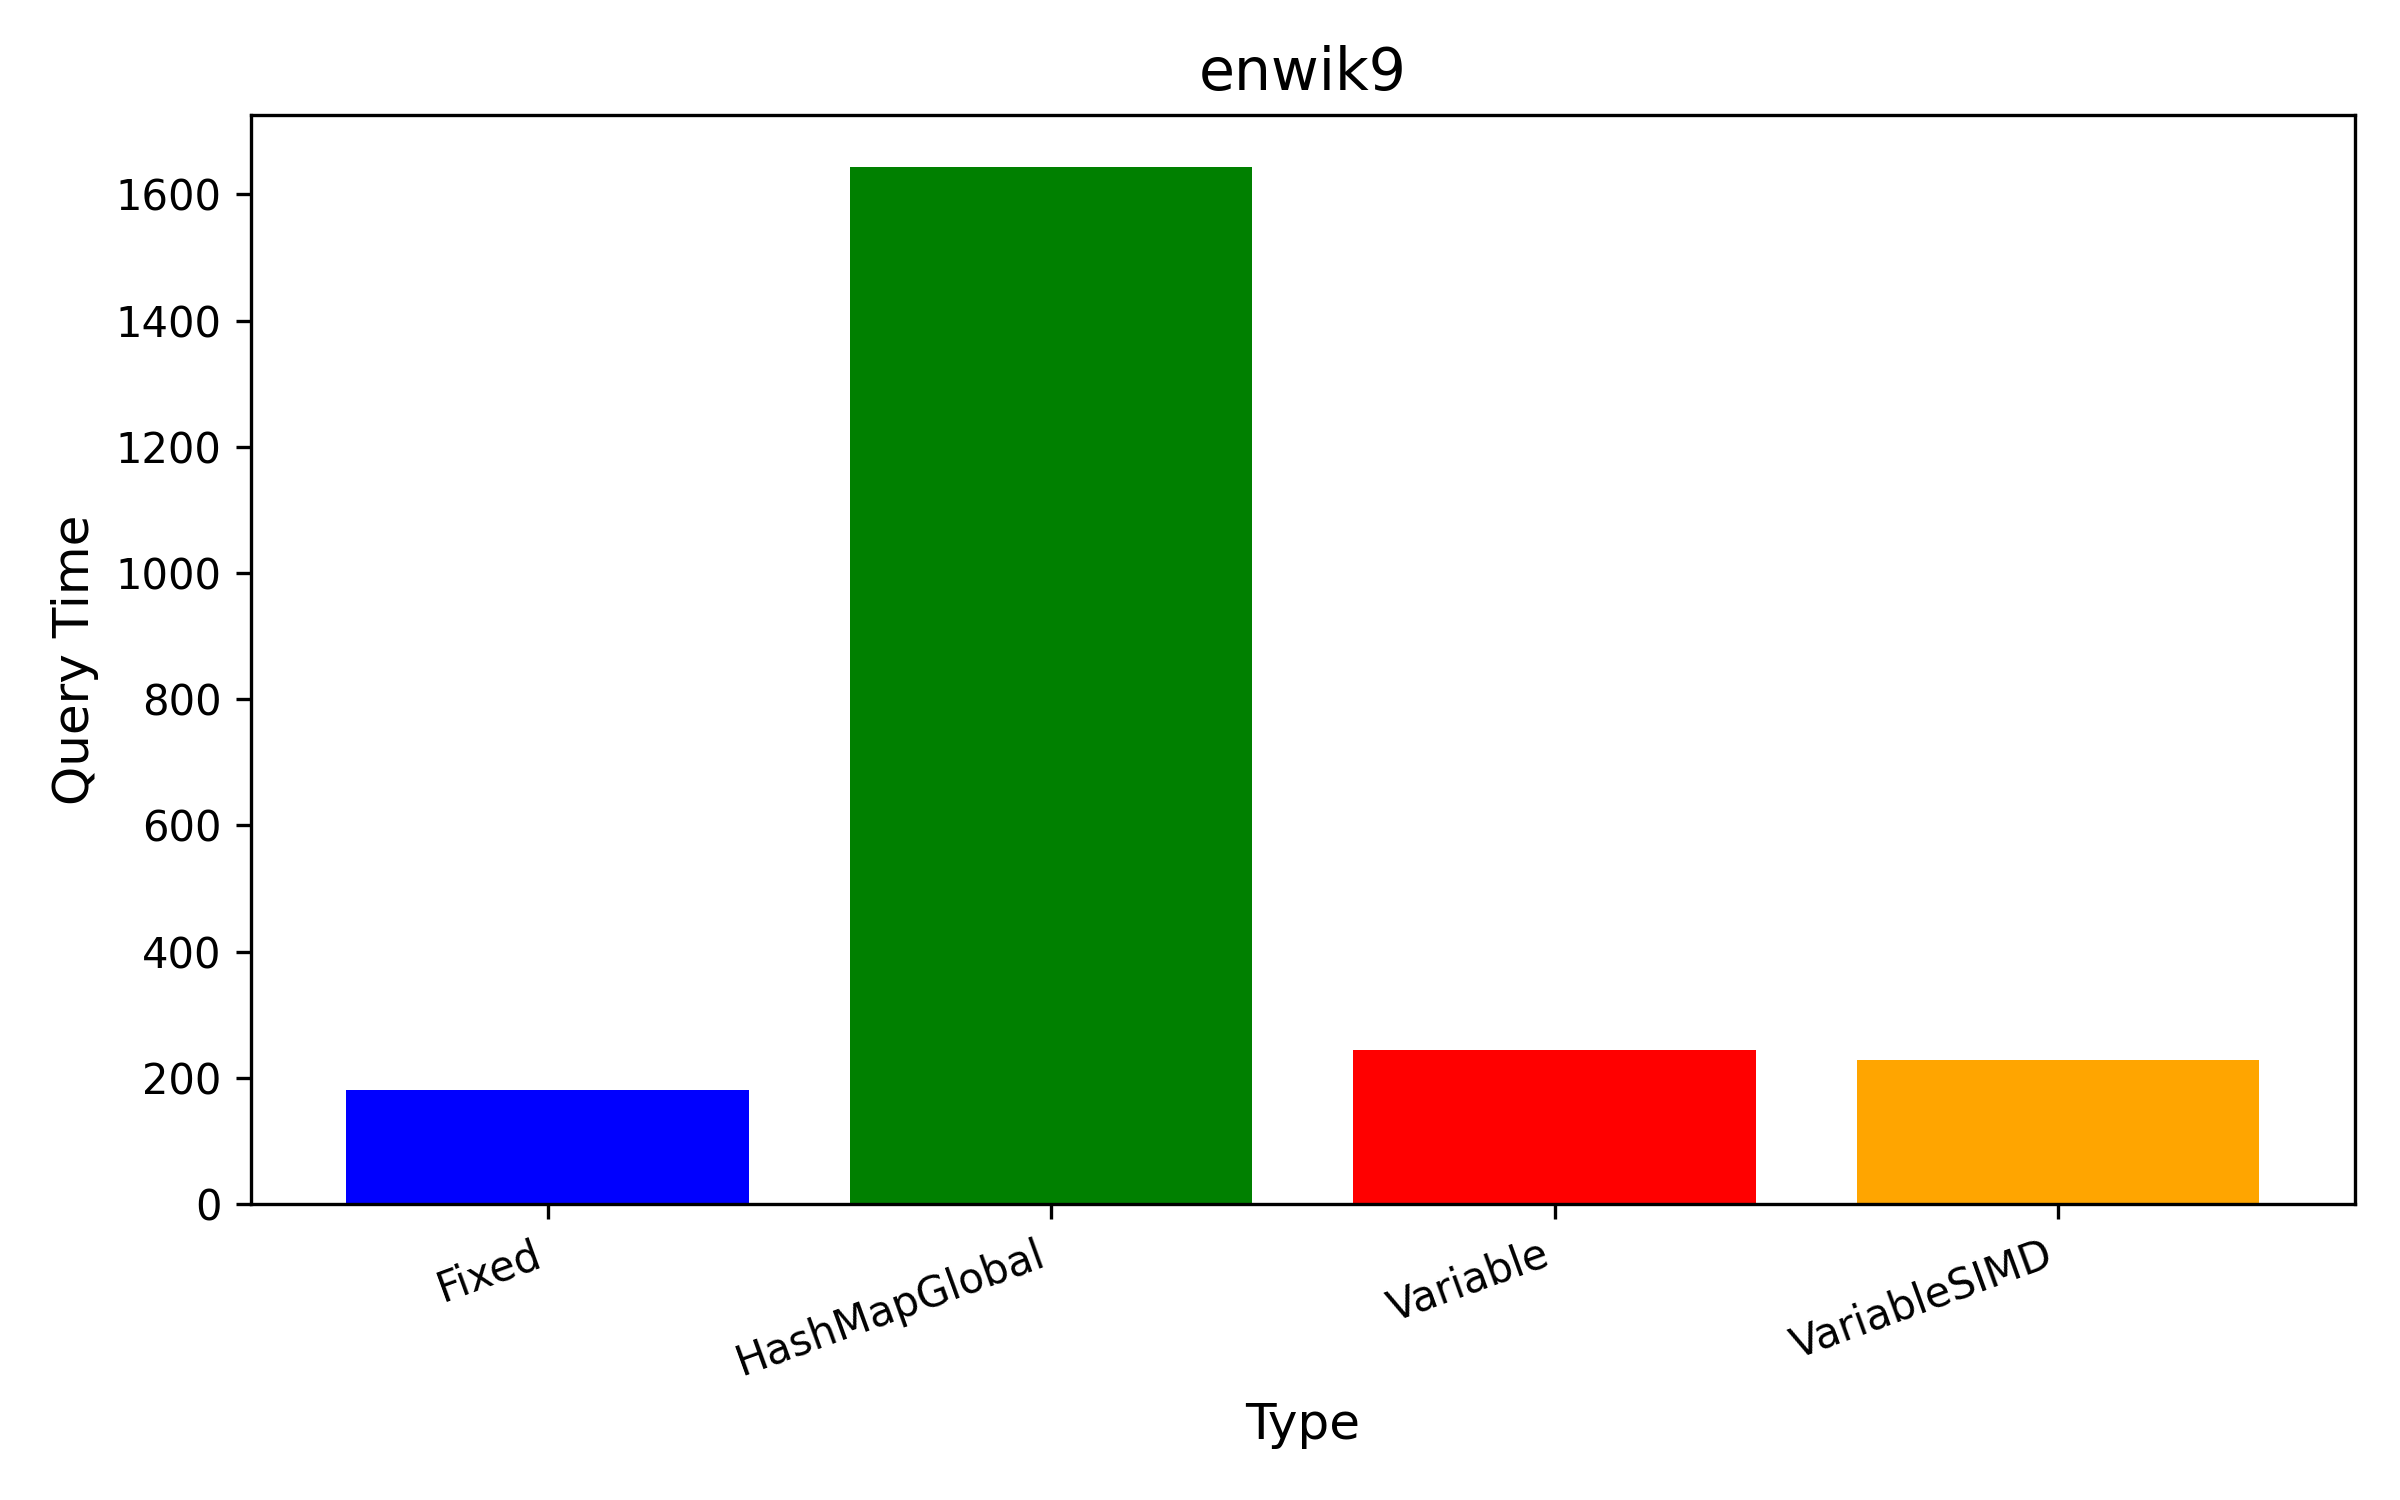 enwik9
Query Time
1600
1400
1200
1000
800
600
400
200
0
Fixed
HashMapGlobal
Variable
VariableSIMD
Type